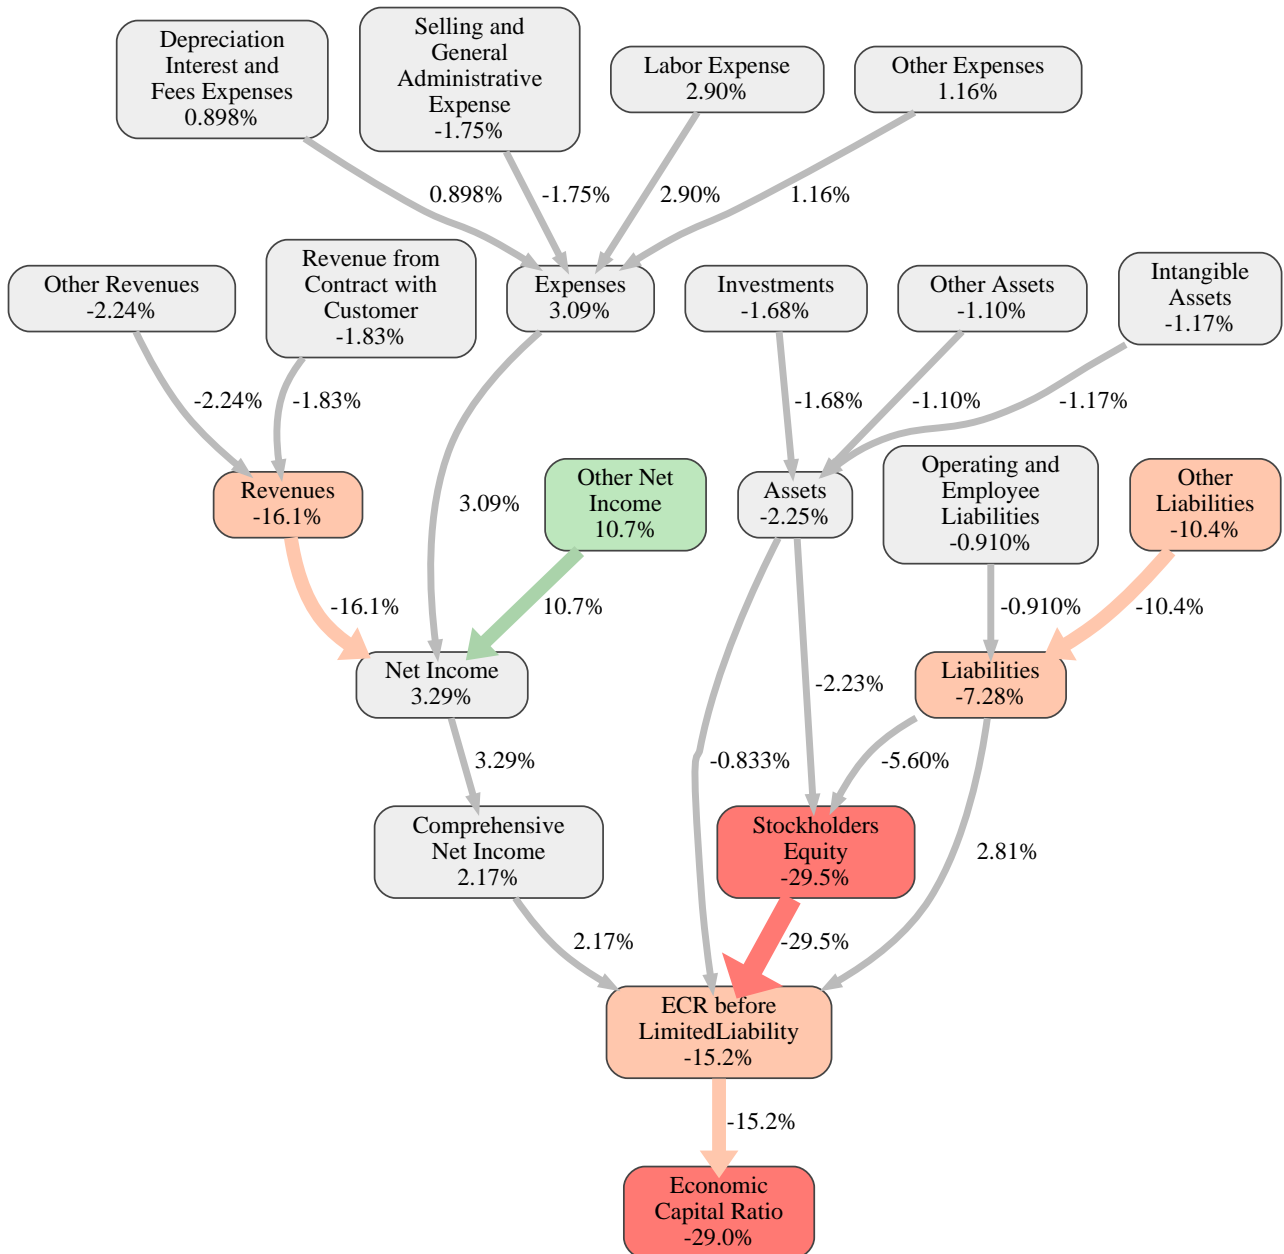 Depreciation
Interest and
Fees Expenses
0.898%
Selling and
General
Administrative
Expense
-1.75%
Labor Expense
2.90%
Other Expenses
1.16%
0.898%
-1.75%
2.90%
1.16%
Other Revenues
-2.24%
Revenue from
Contract with
Customer
-1.83%
Expenses
3.09%
Investments
-1.68%
Other Assets
-1.10%
Intangible
Assets
-1.17%
-2.24%
-1.83%
-1.68%
-1.10%
-1.17%
Revenues
-16.1%
3.09%
Other Net
Income
10.7%
Assets
-2.25%
Operating and
Employee
Liabilities
-0.910%
Other
Liabilities
-10.4%
-16.1%
10.7%
-0.910%
-10.4%
Net Income
3.29%
-2.23%
Liabilities
-7.28%
3.29%
-0.833%
-5.60%
Comprehensive
Net Income
2.17%
Stockholders
Equity
-29.5%
2.81%
2.17%
-29.5%
ECR before
LimitedLiability
-15.2%
-15.2%
Economic
Capital Ratio
-29.0%